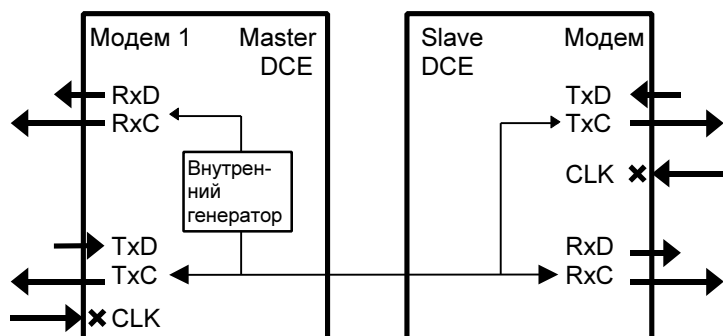 Модем 1 Master
DCE
RxD
RxC
Внутрен-
ний
генератор
TxD
TxC
CLK
Slave Модем
DCE
TxD
TxC
CLK
RxD
RxC